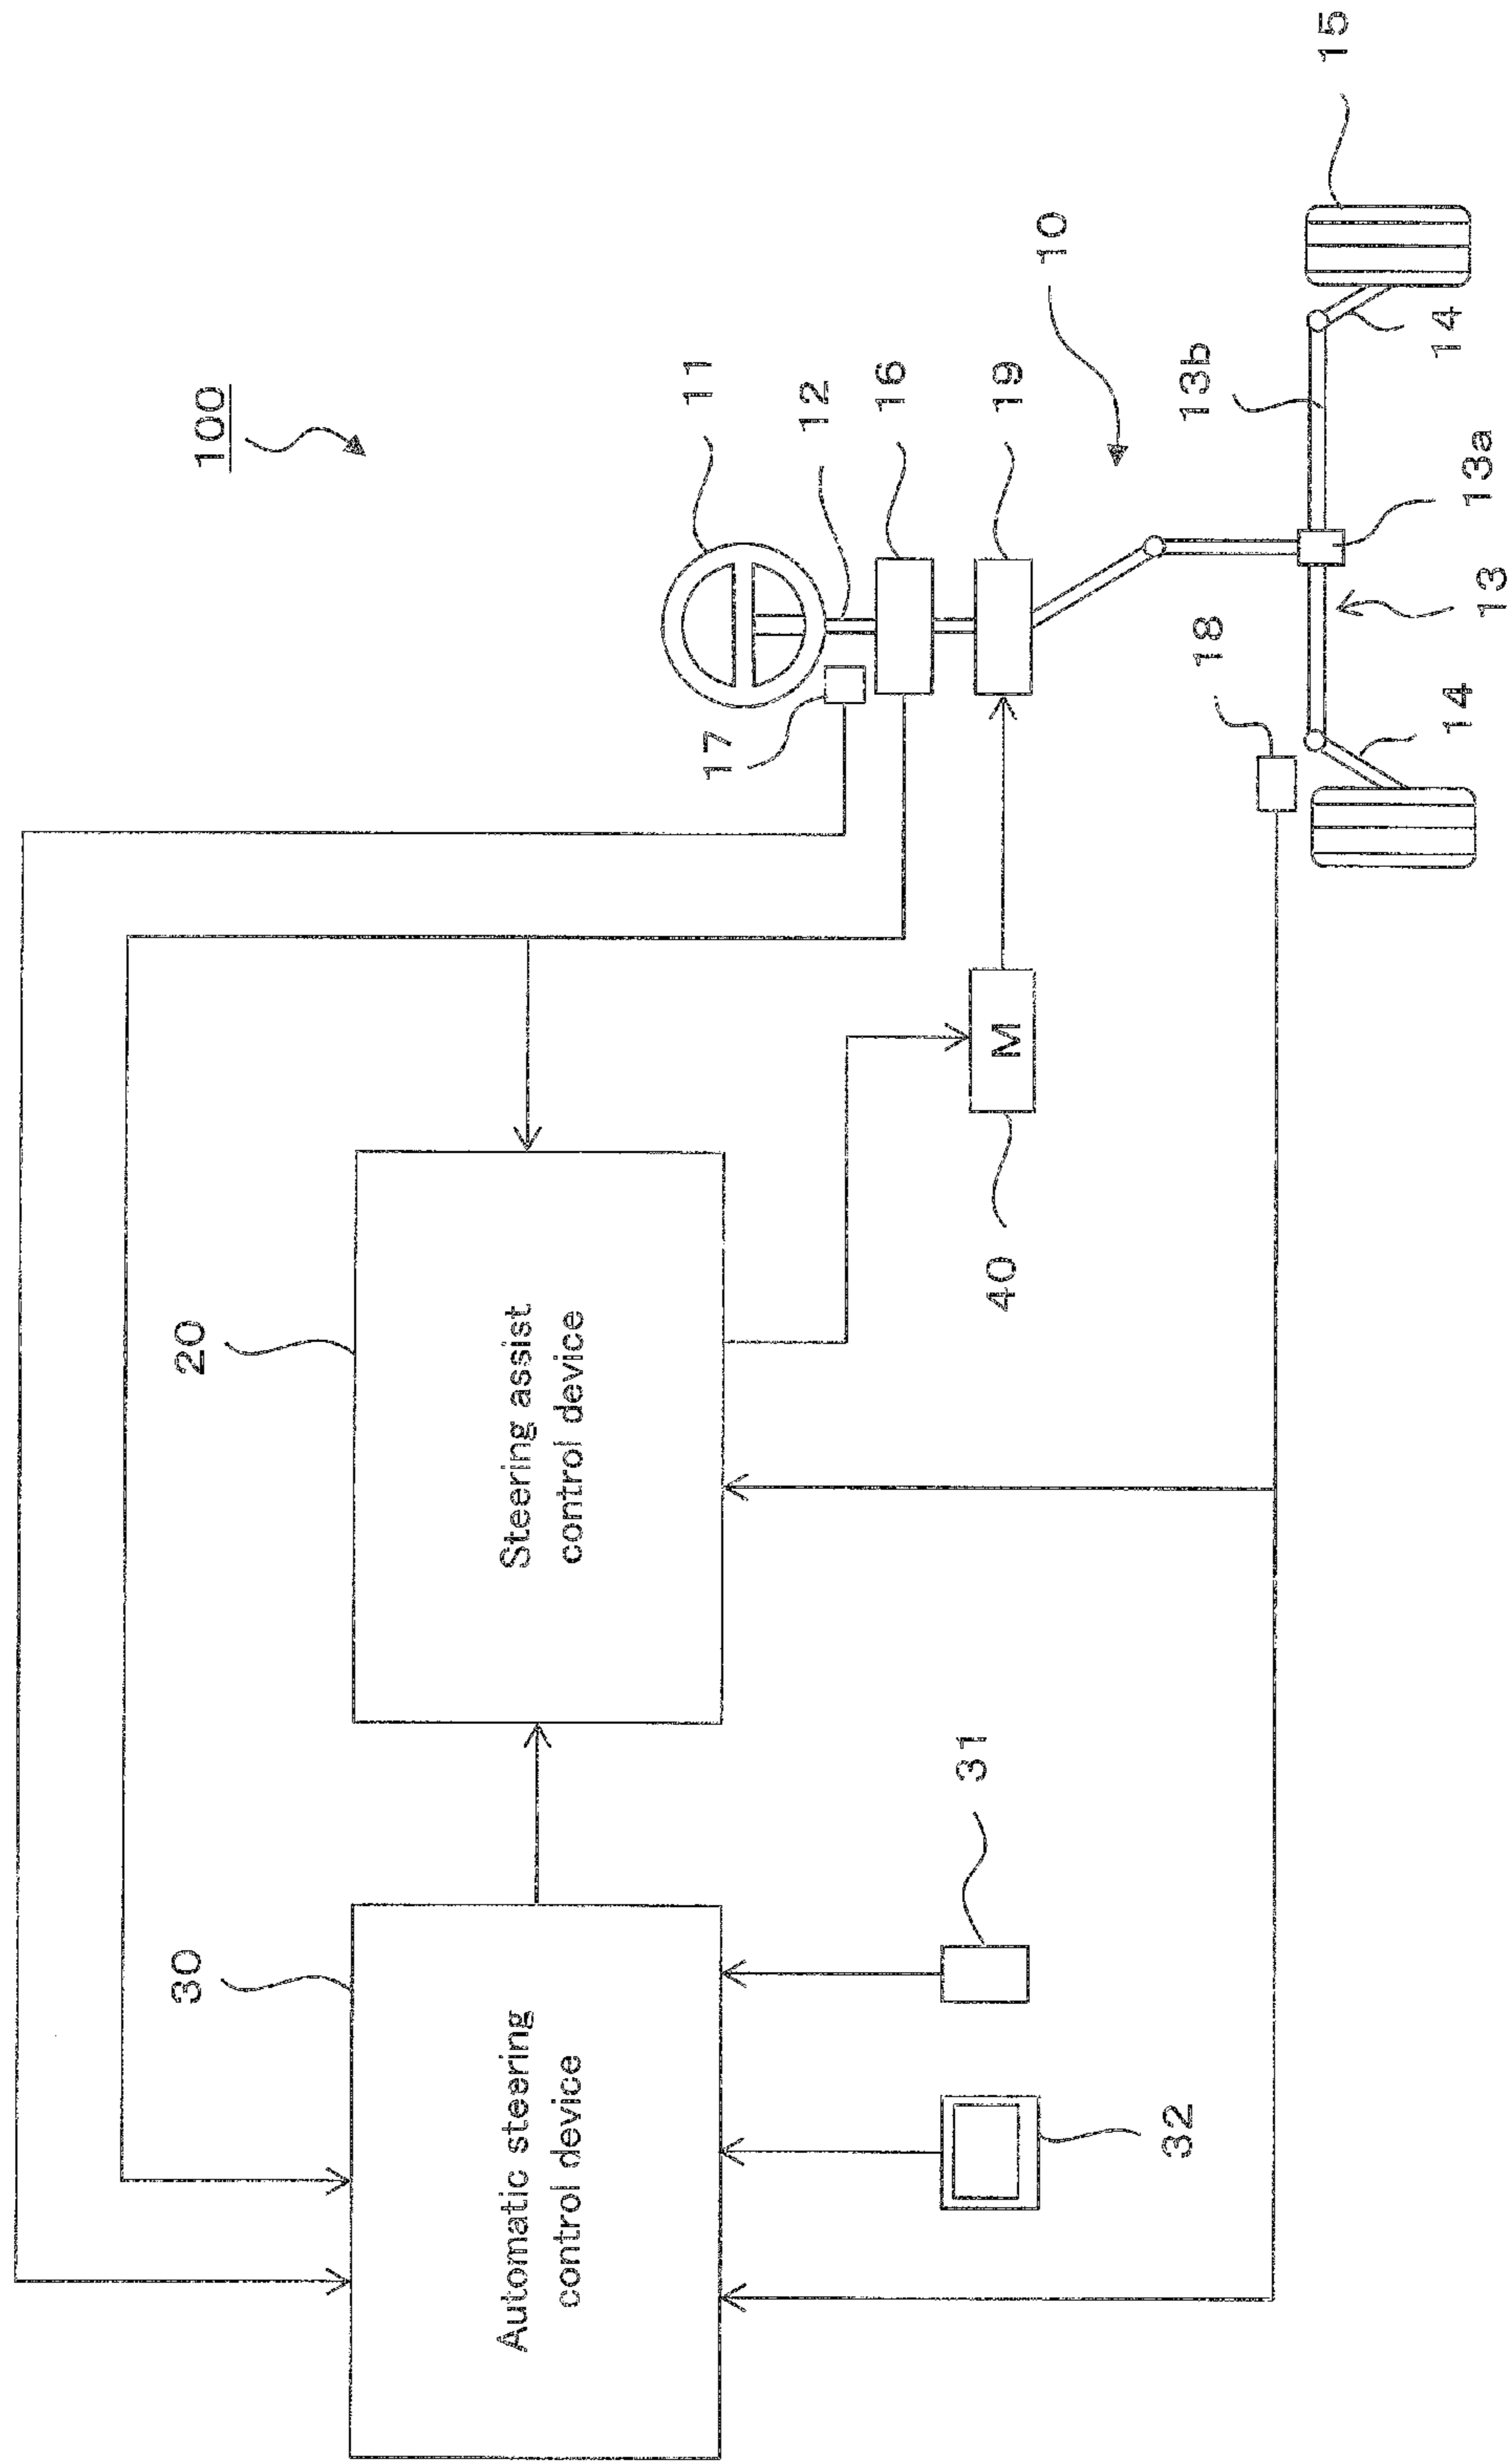 100
11
12
16
17
19
10
13b
15
14
13a
13
18
14
20
Steering assist
control device
M
40
30
Automatic steering
control device
31
32